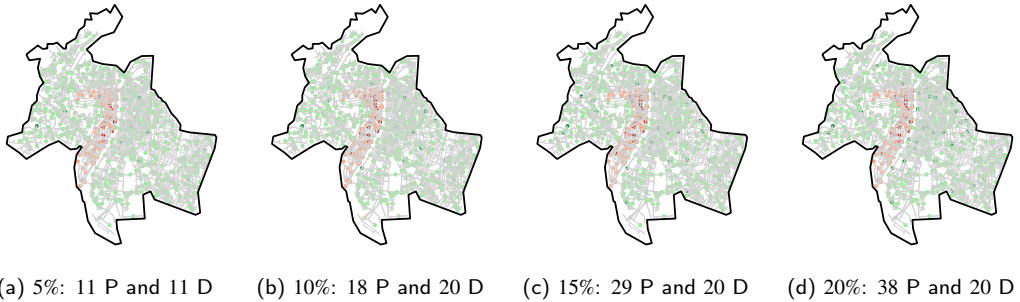 (a) 5%: 11 P and 11 D
(b) 10%: 18 P and 20 D
(c) 15%: 29 P and 20 D
(d) 20%: 38 P and 20 D